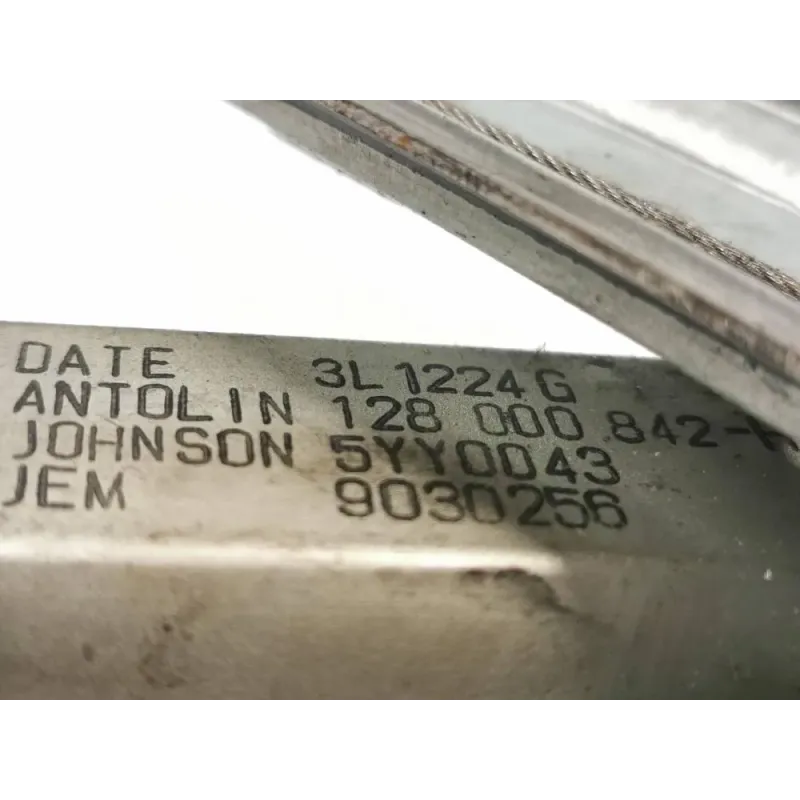 DATE 3L1224G
ANTOLIN 128 000 842-
JOHNSON 5YY0043
JEM 9030256